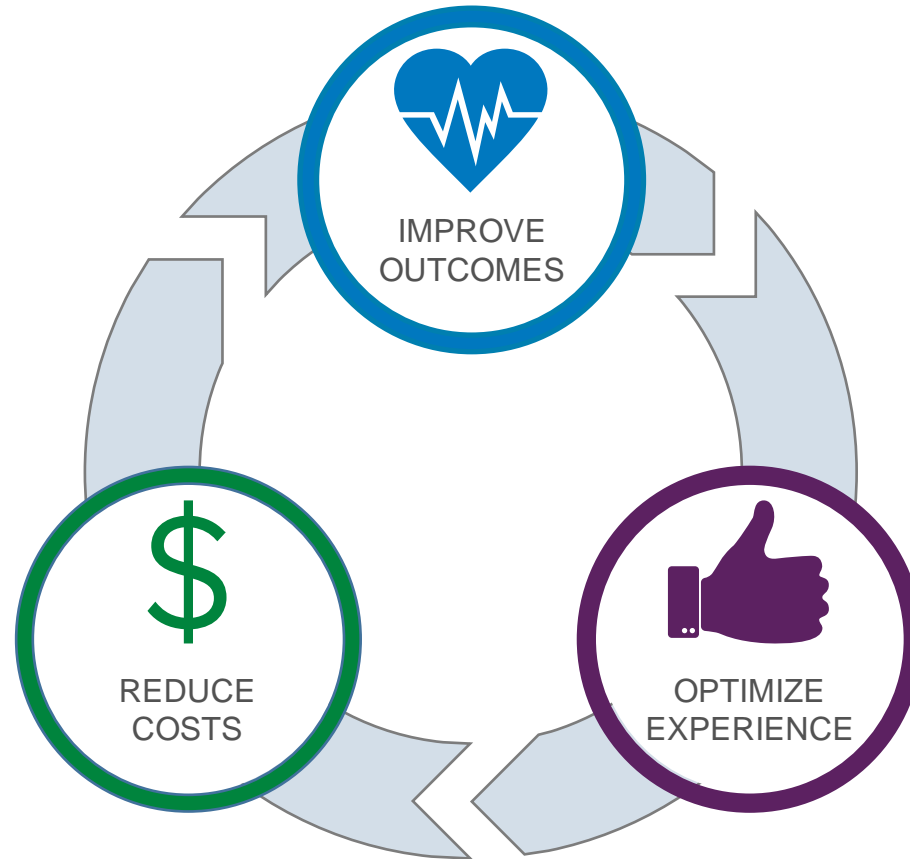 IMPROVE
OUTCOMES
REDUCE
COSTS
OPTIMIZE
EXPERIENCE